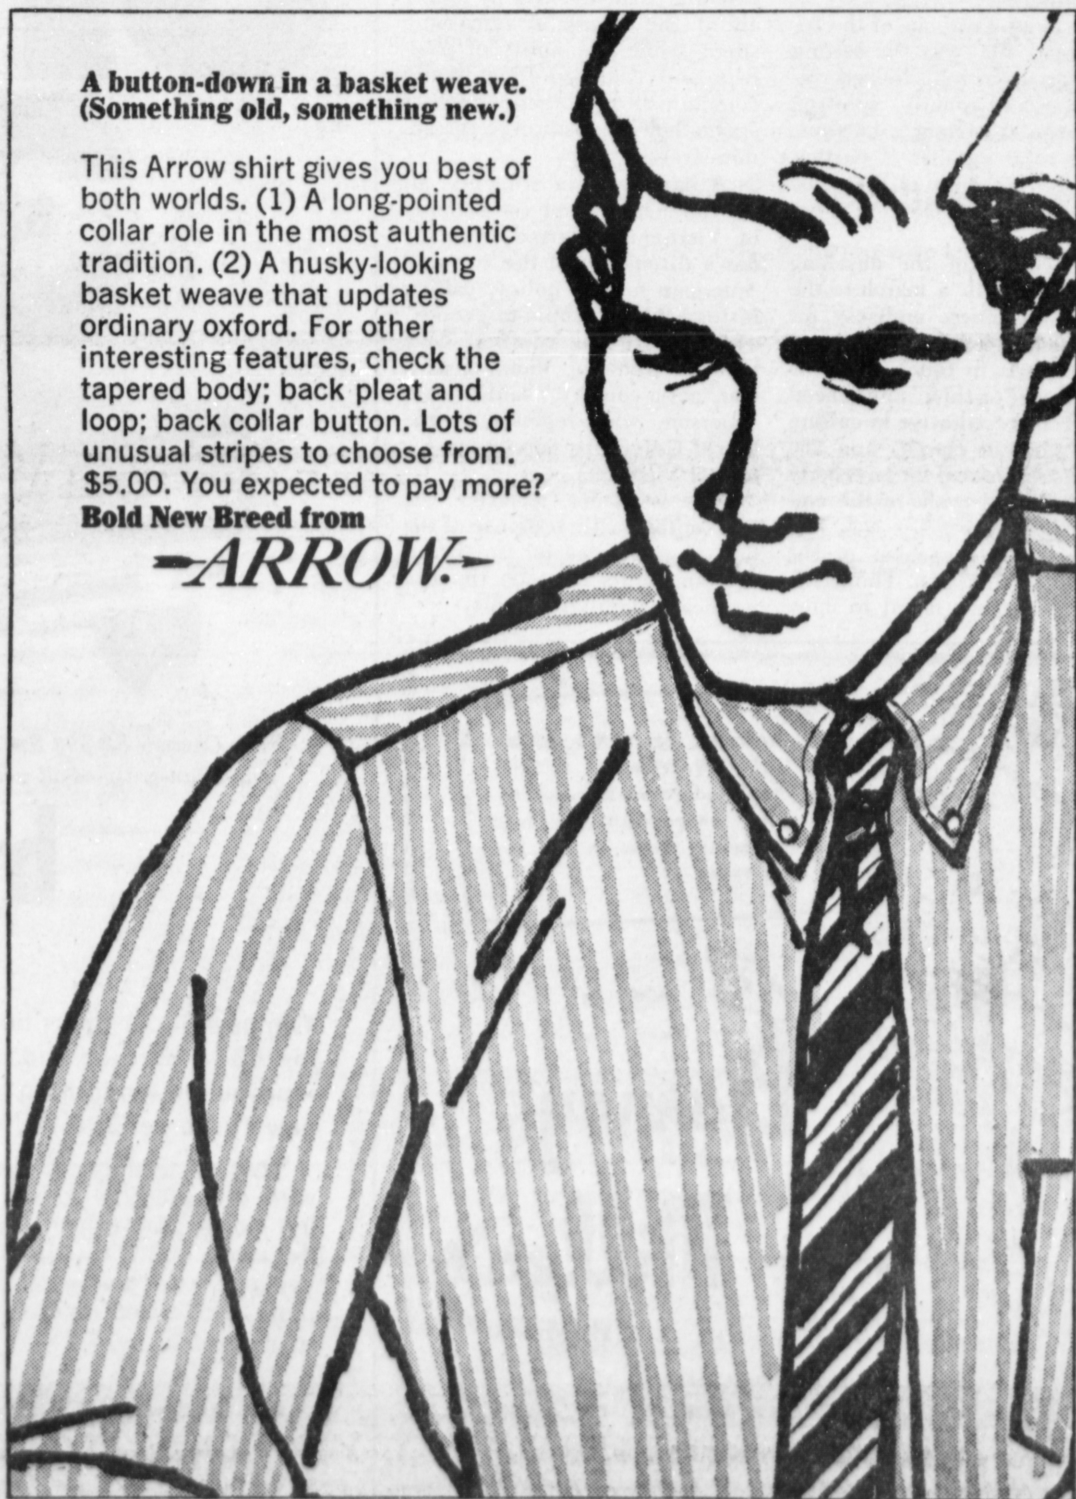 A button-down in a basket weave.
(Something old, something new.)
This Arrow shirt gives you best of
both worlds. (1) A long-pointed
collar role in the most authentic
tradition. (2) A husky-looking
basket weave that updates
ordinary oxford. For other
interesting features, check the
tapered body; back pleat and
loop; back collar button. Lots of
unusual stripes to choose from.
$5.00. You expected to pay more?
Bold New Breed from
ARROW.